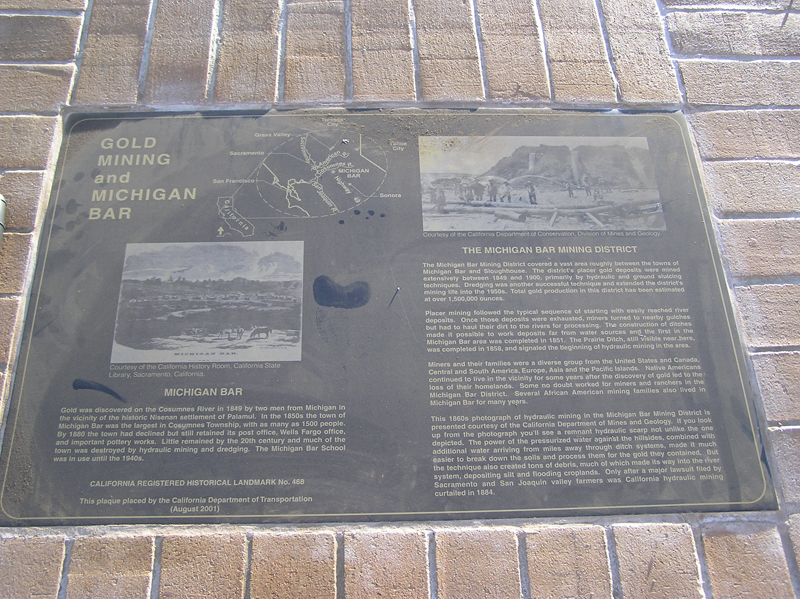 GOLD
MINING
and
MICHIGAN
BAR
Grass Valley
City
Tahoe
City
Sacramento
American R.
Cosumnes R.
MICHIGAN
BAR
San Francisco
Highway 49
San Joaquin R.
Sonora
California
Courtesy of the California Department of Conservation, Division of Mines and Geology.
MICHIGAN BAR.
Courtesy of the California History Room, California State
Library, Sacramento, California.
MICHIGAN BAR
Gold was discovered on the Cosumnes River in 1849 by two men from Michigan in
the vicinity of the historic Nisenan settlement of Palamul. In the 1850s the town of
Michigan Bar was the largest in Cosumnes Township, with as many as 1500 people.
By 1880 the town had declined but still retained its post office, Wells Fargo office,
and important pottery works. Little remained by the 20th century and much of the
town was destroyed by hydraulic mining and dredging. The Michigan Bar School
was in use until the 1940s.
CALIFORNIA REGISTERED HISTORICAL LANDMARK No. 468
This plaque placed by the California Department of Transportation
(August 2001)
THE MICHIGAN BAR MINING DISTRICT
The Michigan Bar Mining District covered a vast area roughly between the towns of
Michigan Bar and Sloughhouse. The district's placer gold deposits were mined
extensively between 1849 and 1900, primarily by hydraulic and ground sluicing
techniques. Dredging was another successful technique and extended the district's
mining life into the 1950s. Total gold production in this district has been estimated
at over 1,500,000 ounces.
Placer mining followed the typical sequence of starting with easily reached river
deposits. Once those deposits were exhausted, miners turned to nearby gulches
but had to haul their dirt to the rivers for processing. The construction of ditches
made it possible to work deposits far from water sources and the first in the
Michigan Bar area was completed in 1851. The Prairie Ditch, still visible near here,
was completed in 1858, and signaled the beginning of hydraulic mining in the area.
Miners and their families were a diverse group from the United States and Canada,
Central and South America, Europe, Asia and the Pacific Islands. Native Americans
continued to live in the vicinity for some years after the discovery of gold led to the
loss of their homelands. Some no doubt worked for miners and ranchers in the
Michigan Bar District. Several African American mining families also lived in
Michigan Bar for many years.
This 1860s photograph of hydraulic mining in the Michigan Bar Mining District is
presented courtesy of the California Department of Mines and Geology. If you look
up from the photograph you'll see a remnant hydraulic scarp not unlike the one
depicted. The power of the pressurized water against the hillsides, combined with
additional water arriving from miles away through ditch systems, made it much
easier to break down the soils and process them for the gold they contained. But
the technique also created tons of debris, much of which made its way into the river
system, depositing silt and flooding croplands. Only after a major lawsuit filed by
Sacramento and San Joaquin valley farmers was California hydraulic mining
curtailed in 1884.